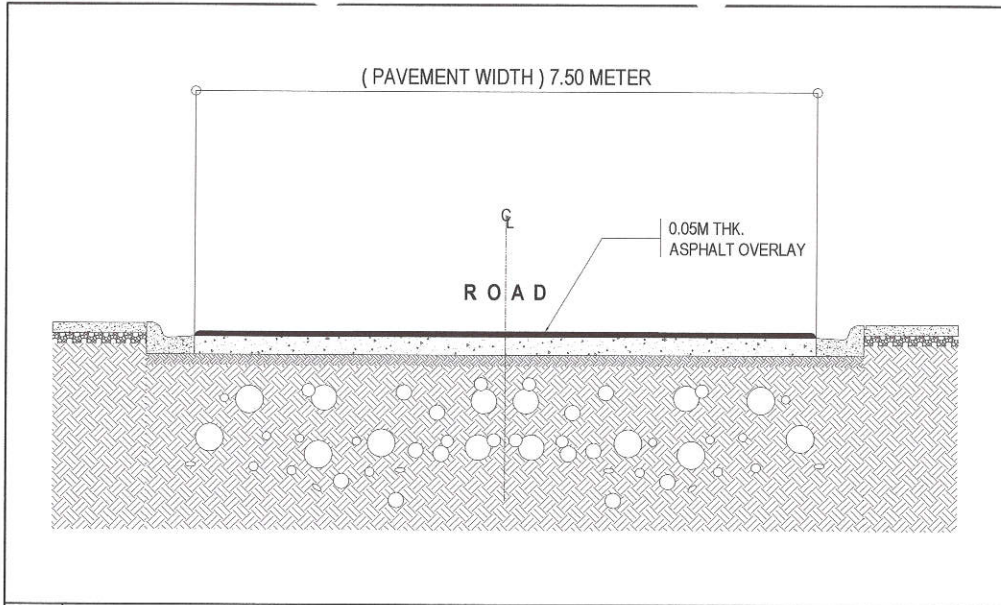 ( PAVEMENT WIDTH ) 7.50 METER
CL
0.05M THK.
ASPHALT OVERLAY
ROAD